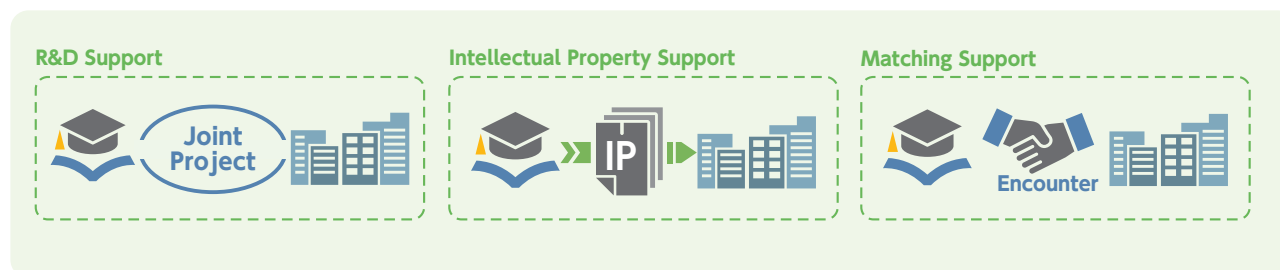 R&D Support
Joint
Project
Intellectual Property Support
IP
Matching Support
Encounter